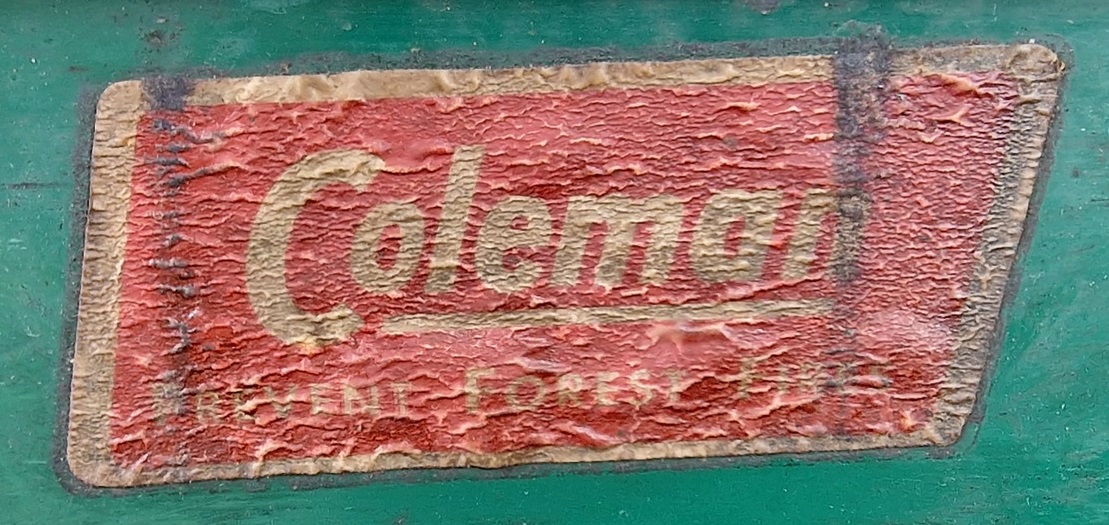 Coleman
PREVENT FOREST FIRES